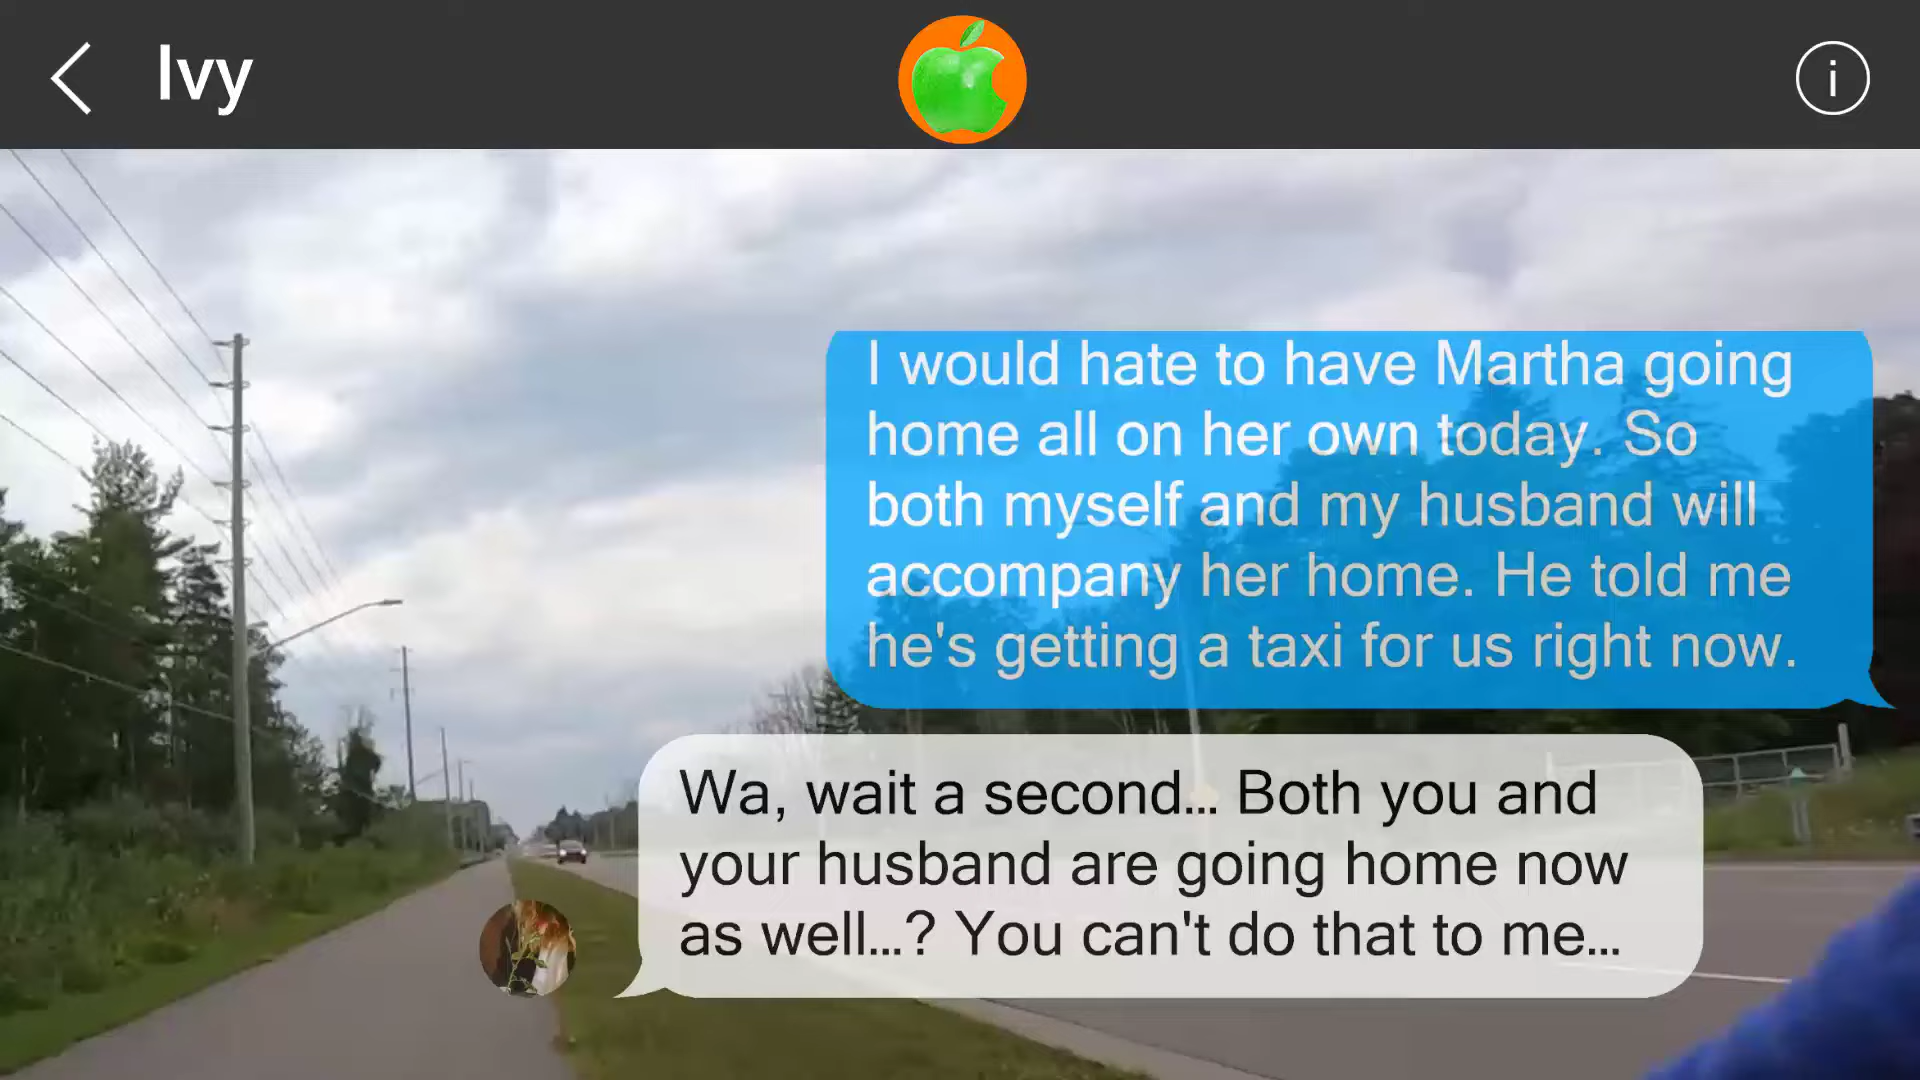 Ivy
I would hate to have Martha going
home all on her own today. So
both myself and my husband will
accompany her home. He told me
he's getting a taxi for us right now.
Wa, wait a second... Both you and
your husband are going home now
as well...? You can't do that to me...